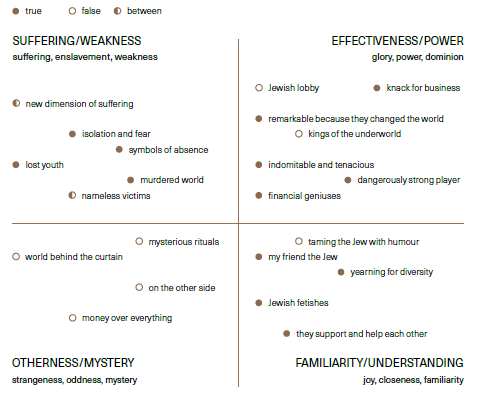 true false between
SUFFERING/WEAKNESS
suffering, enslavement, weakness
new dimension of suffering
isolation and fear
symbols of absence
lost youth
murdered world
nameless victims
EFFECTIVENESS/POWER
glory, power, dominion
Jewish lobby
knack for business
remarkable because they changed the world
kings of the underworld
indomitable and tenacious
dangerously strong player
financial geniuses
mysterious rituals
world behind the curtain
on the other side
money over everything
OTHERNESS/MYSTERY
strangeness, oddness, mystery
taming the Jew with humour
my friend the Jew
yearning for diversity
Jewish fetishes
they support and help each other
FAMILIARITY/UNDERSTANDING
joy, closeness, familiarity